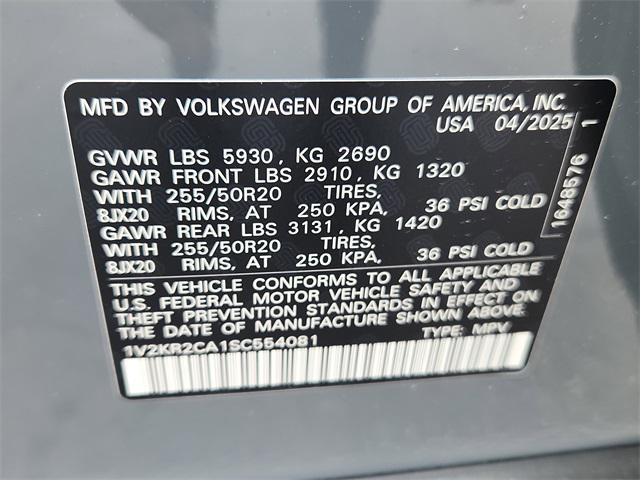 MFD BY VOLKSWAGEN GROUP OF AMERICA, INC.
USA 04/2025
GVWR LBS 5930, KG 2690
GAWR FRONT LBS 2910, KG 1320
WITH 255/50R20 TIRES,
8JX20 RIMS, AT 250 KPA, 36 PSI COLD
GAWR REAR LBS 3131, KG 1420
WITH 255/50R20 TIRES,
8JX20 RIMS, AT 250 KPA, 36 PSI COLD
THIS VEHICLE CONFORMS TO ALL APPLICABLE
U.S. FEDERAL MOTOR VEHICLE SAFETY AND
THEFT PREVENTION STANDARDS IN EFFECT ON
THE DATE OF MANUFACTURE SHOWN ABOVE.
1V2KR2CA1SC554081 TYPE: MPV
1648576 1